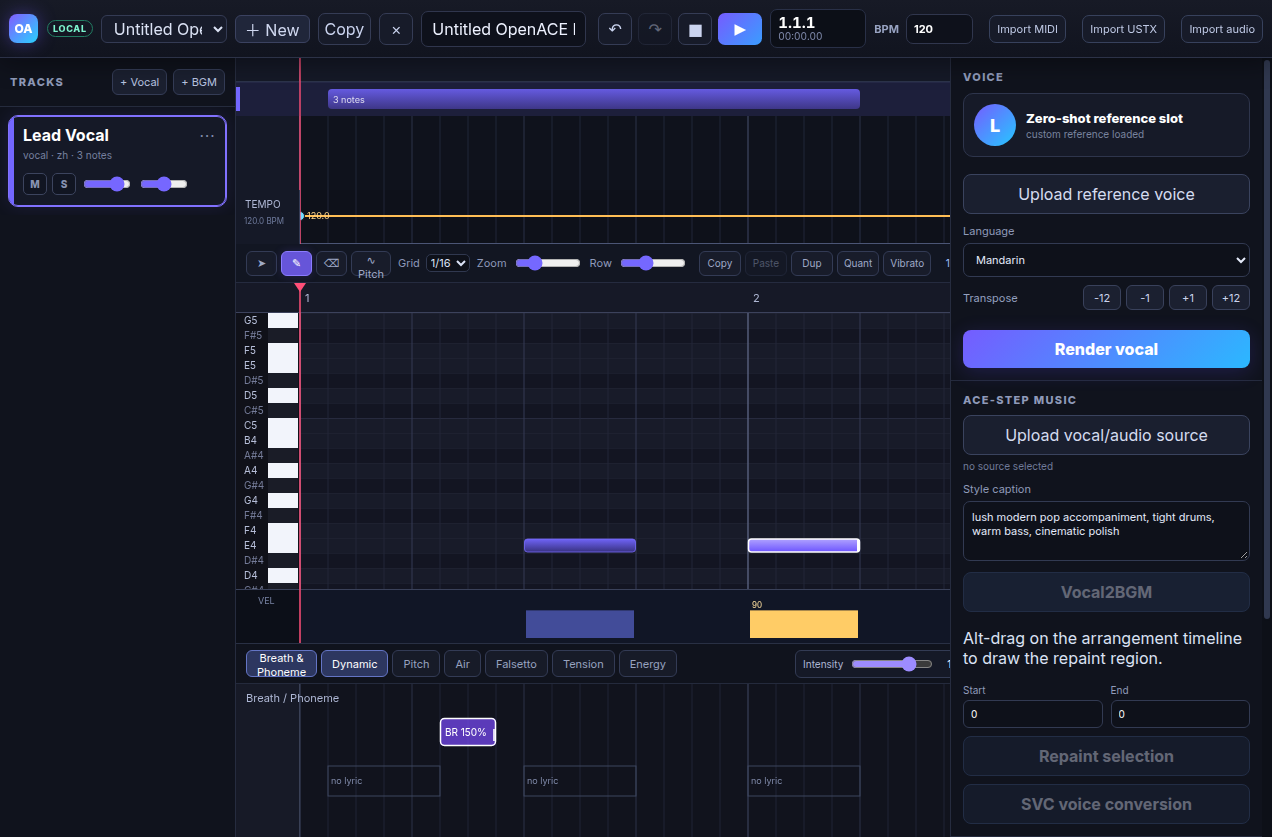 OA LOCAL Untitled Ope + New Copy × Untitled OpenACE 1.1.1 BPM 120 Import MIDI Import USTX Import audio
00:00.00
TRACKS + Vocal + BGM
Lead Vocal ...
vocal · zh · 3 notes
M S
3 notes
TEMPO
120.0 BPM 120.0
Pitch Grid 1/16 Zoom Row Copy Paste Dup Quant Vibrato 1
1 2
G5
F#5
F5
E5
D#5
D5
C#5
C5
B4
A#4
A4
G#4
G4
F#4
F4
E4
D#4
D4
VEL 90
Breath & Phoneme Dynamic Pitch Air Falsetto Tension Energy Intensity 1
Breath / Phoneme
BR 150%
no lyric no lyric no lyric
VOICE
L Zero-shot reference slot
custom reference loaded
Upload reference voice
Language
Mandarin
Transpose -12 -1 +1 +12
Render vocal
ACE-STEP MUSIC
Upload vocal/audio source
no source selected
Style caption
lush modern pop accompaniment, tight drums,
warm bass, cinematic polish
Vocal2BGM
Alt-drag on the arrangement timeline
to draw the repaint region.
Start End
0 0
Repaint selection
SVC voice conversion